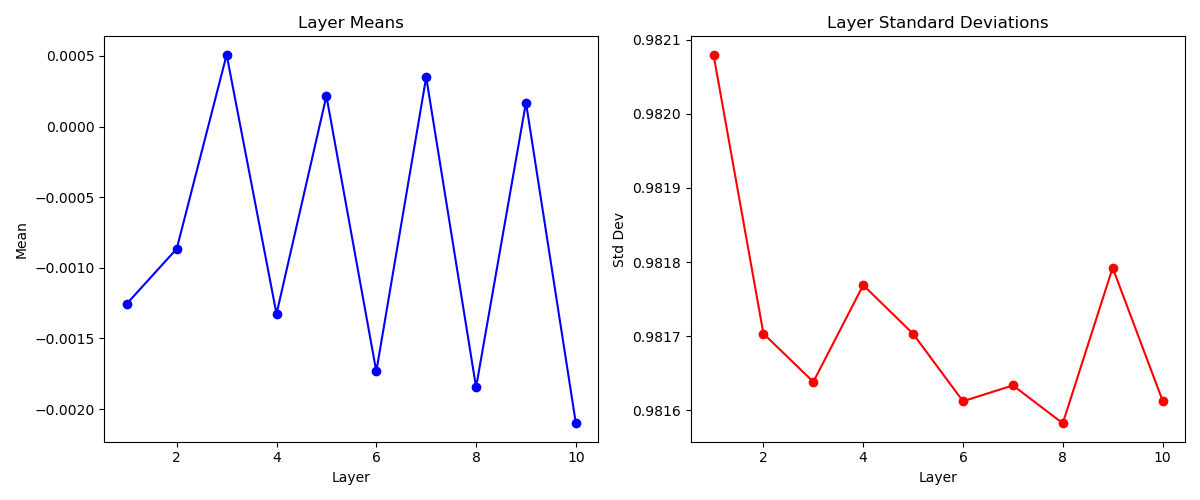 Layer Means
0.0005
0.0000
−0.0005
−0.0010
−0.0015
−0.0020
Mean
2 4 6 8 10
Layer
Layer Standard Deviations
0.9821
0.9820
0.9819
0.9818
0.9817
0.9816
Std Dev
2 4 6 8 10
Layer